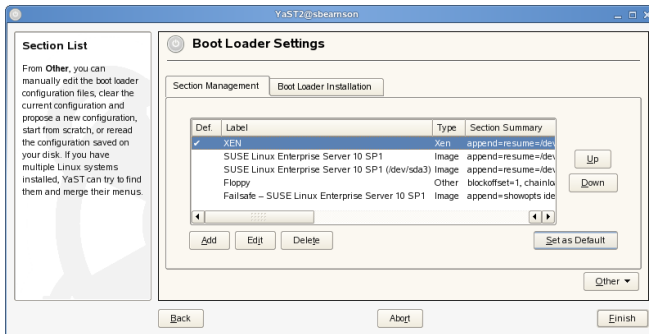 YaST2@sbeamson
Section List
From Other, you can
manually edit the boot loader
configuration files, clear the
current configuration and
propose a new configuration,
start from scratch, or reread
the configuration saved on
your disk. If you have
multiple Linux systems
installed, YaST can try to find
them and merge their menus.
Boot Loader Settings
Section Management Boot Loader Installation
Def. Label Type Section Summary
XEN Xen append=resume=/dev
SUSE Linux Enterprise Server 10 SP1 Image append=resume=/dev
SUSE Linux Enterprise Server 10 SP1 (/dev/sda3) Image append=resume=/dev
Floppy Other blockoffset=1, chainloa
Failsafe – SUSE Linux Enterprise Server 10 SP1 Image append=showopts ide
Up
Down
Add Edit Delete Set as Default
Other
Back Abort Finish